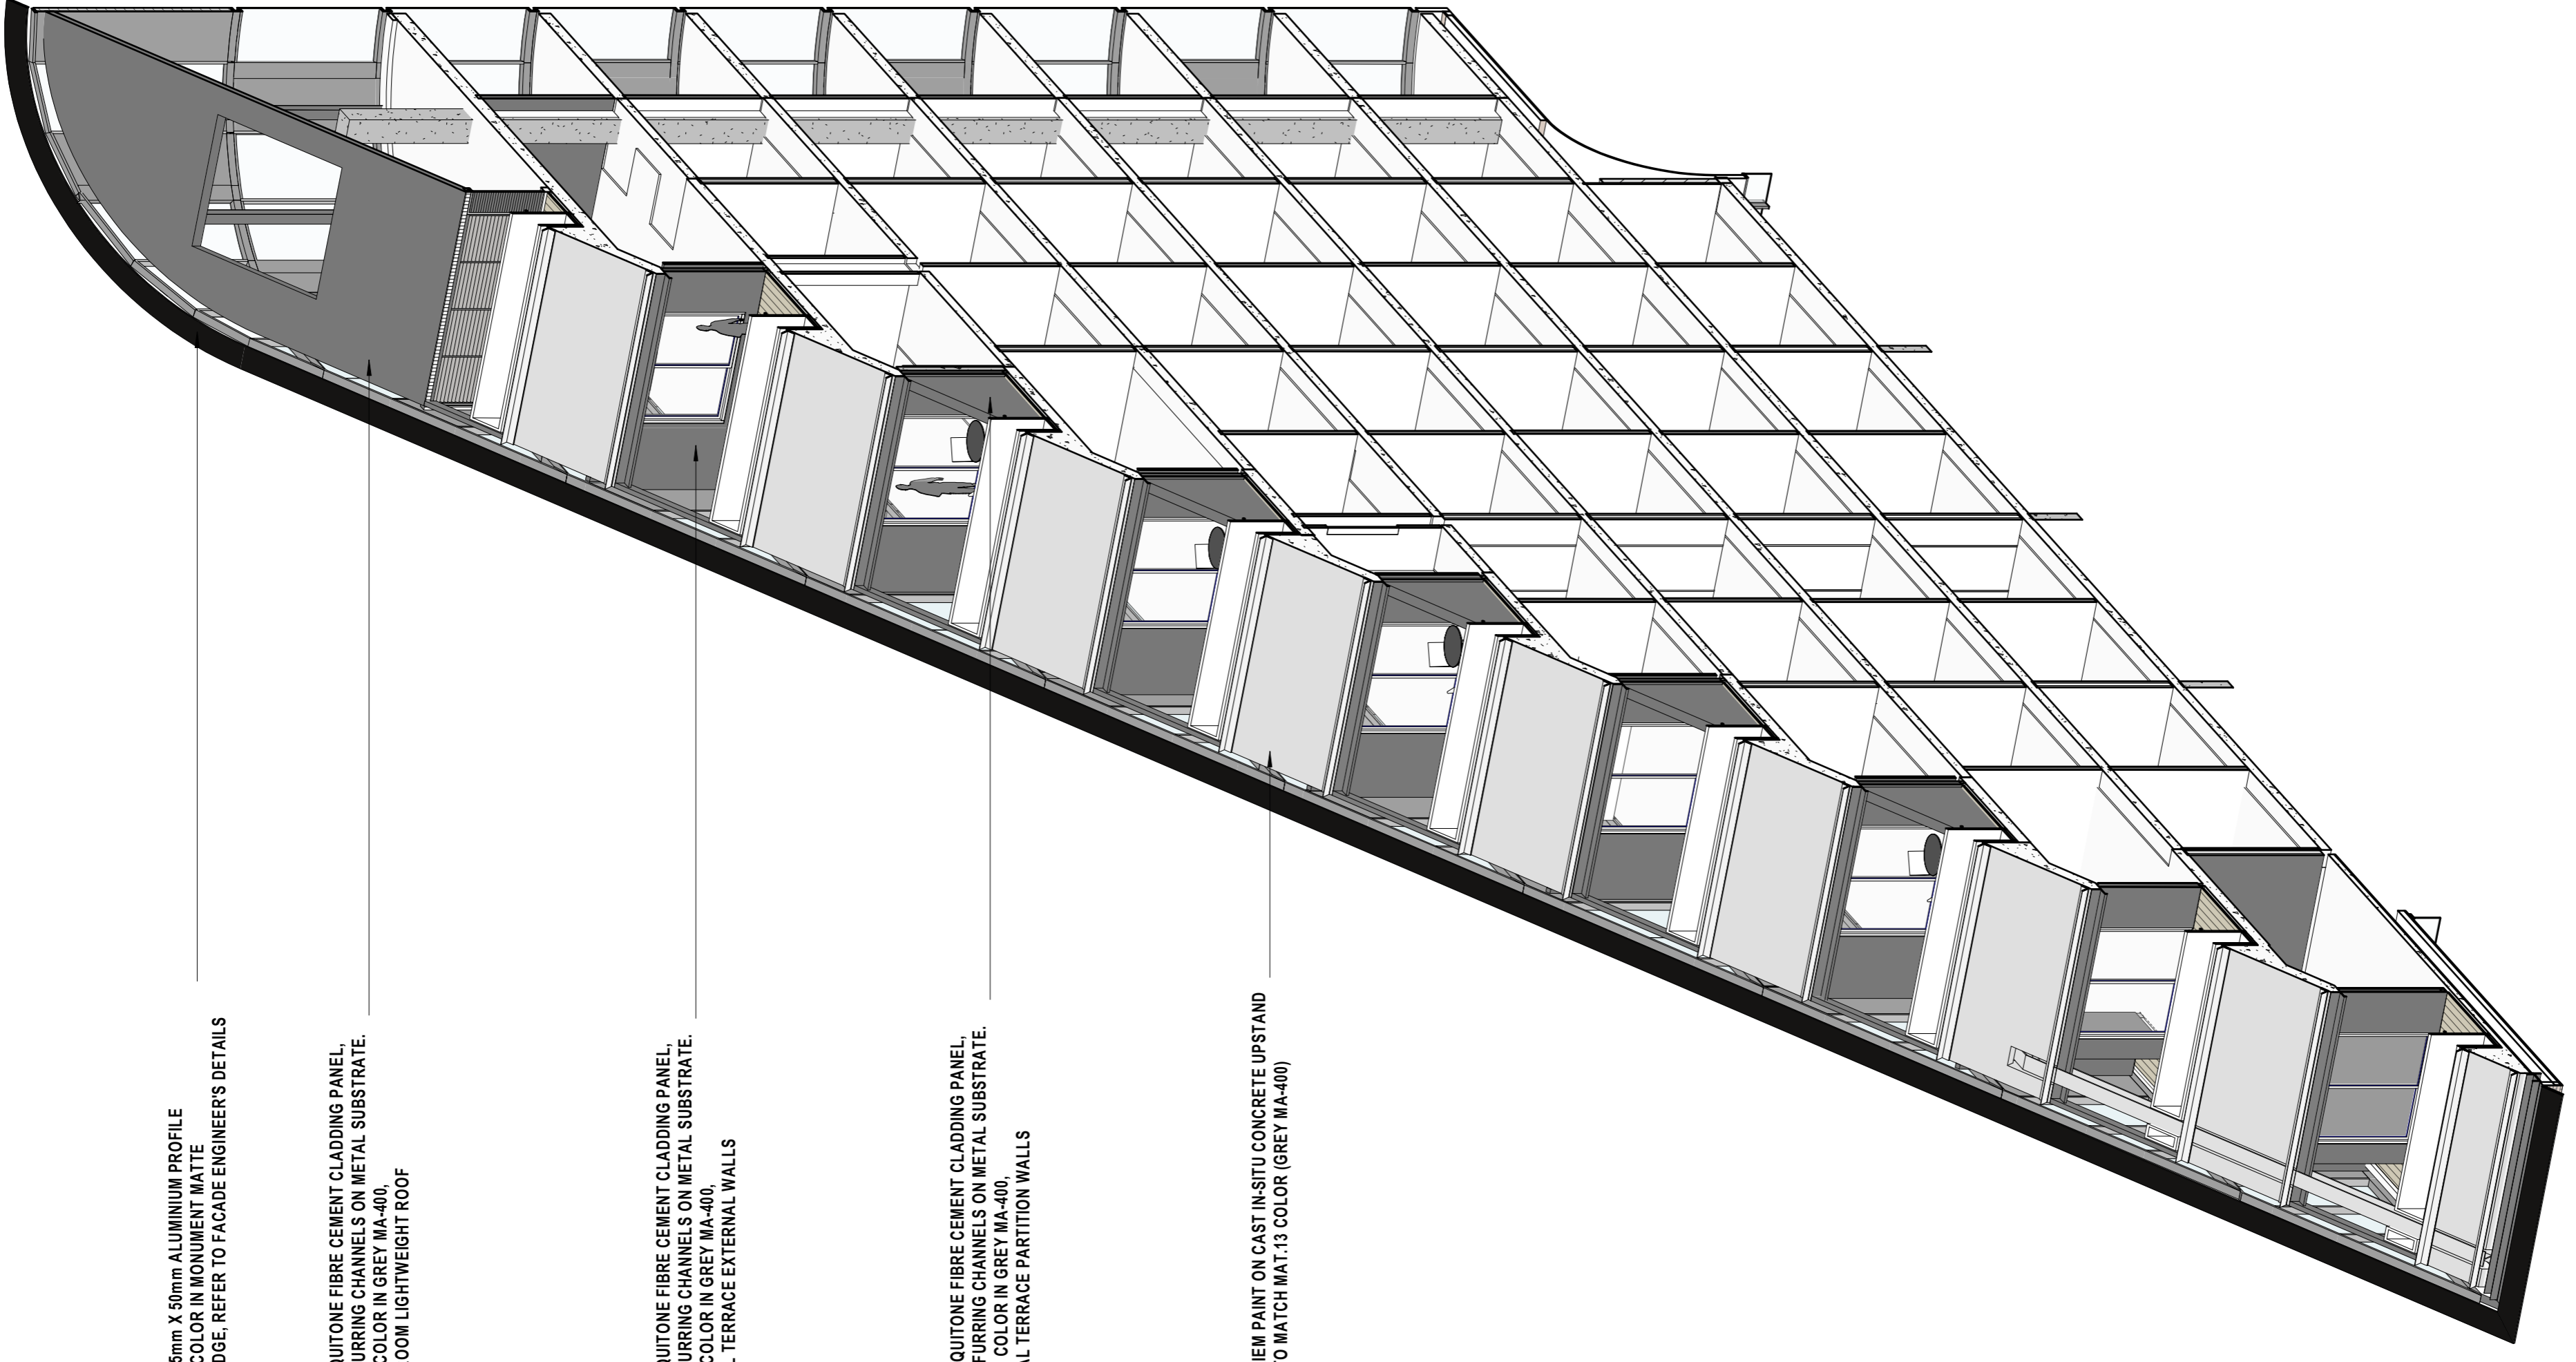 5mm X 50mm ALUMINIUM PROFILE
COLOR IN MONUMENT MATTE
DGE, REFER TO FACADE ENGINEER'S DETAILS
QUITONE FIBRE CEMENT CLADDING PANEL,
URRING CHANNELS ON METAL SUBSTRATE.
COLOR IN GREY MA-400,
OOM LIGHTWEIGHT ROOF
QUITONE FIBRE CEMENT CLADDING PANEL,
URRING CHANNELS ON METAL SUBSTRATE.
COLOR IN GREY MA-400,
L TERRACE EXTERNAL WALLS
QUITONE FIBRE CEMENT CLADDING PANEL,
FURRING CHANNELS ON METAL SUBSTRATE.
COLOR IN GREY MA-400,
AL TERRACE PARTITION WALLS
IEM PAINT ON CAST IN-SITU CONCRETE UPSTAND
TO MATCH MAT.13 COLOR (GREY MA-400)